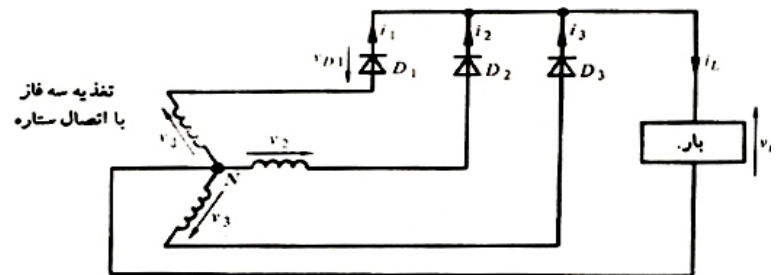 i1 i2 i3
vD1 D1 D2 D3 iL
تغذیه سه فاز
با اتصال ستاره
v2
بار.
N
v3